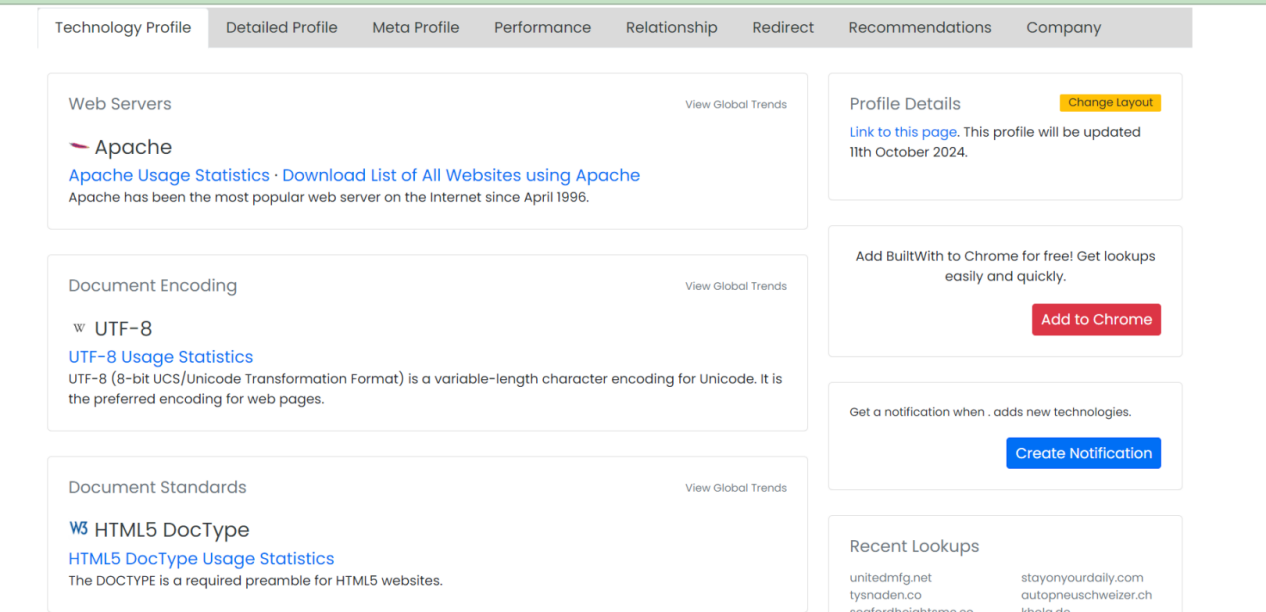 Technology Profile Detailed Profile Meta Profile Performance Relationship Redirect Recommendations Company
Web Servers View Global Trends
Apache
Apache Usage Statistics · Download List of All Websites using Apache
Apache has been the most popular web server on the Internet since April 1996.
Document Encoding View Global Trends
W UTF-8
UTF-8 Usage Statistics
UTF-8 (8-bit UCS/Unicode Transformation Format) is a variable-length character encoding for Unicode. It is
the preferred encoding for web pages.
Document Standards View Global Trends
W3 HTML5 DocType
HTML5 DocType Usage Statistics
The DOCTYPE is a required preamble for HTML5 websites.
Profile Details Change Layout
Link to this page. This profile will be updated
11th October 2024.
Add BuiltWith to Chrome for free! Get lookups
easily and quickly.
Add to Chrome
Get a notification when . adds new technologies.
Create Notification
Recent Lookups
unitedmfg.net stayonyourdaily.com
tysnaden.co autopneuschweizer.ch